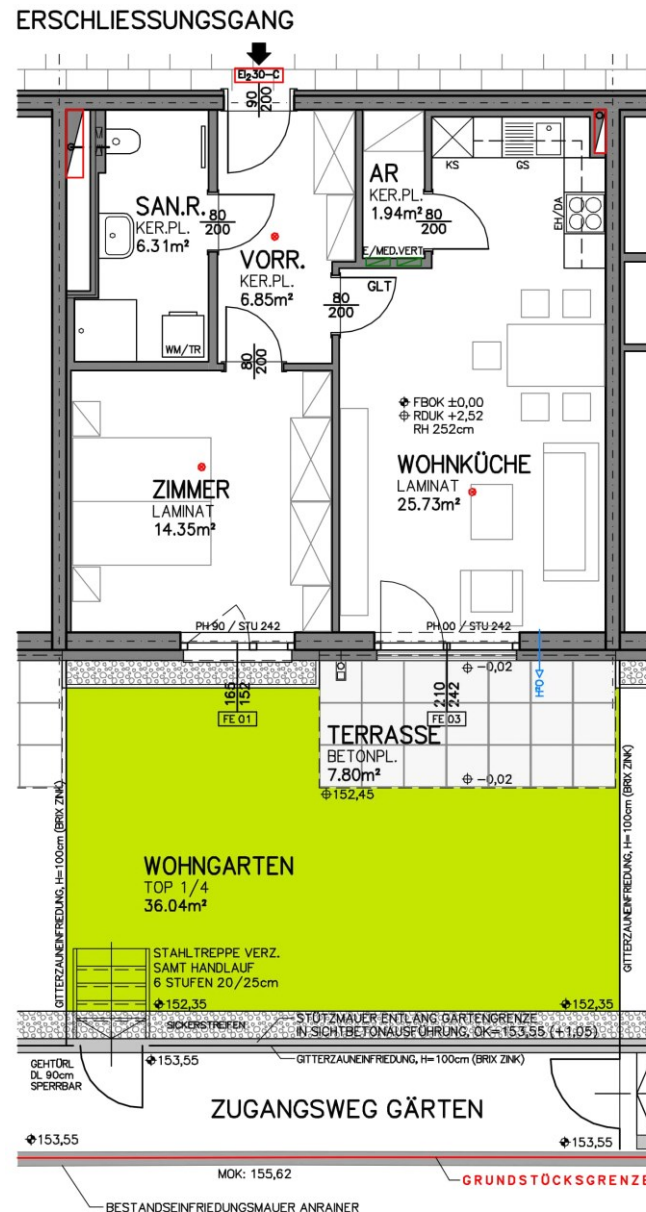 ERSCHLIESSUNGSGANG
EI₂30-C
90
200
AR
KER.PL.
1.94m²
KS
GS
EH/DA
SAN.R.
KER.PL.
6.31m²
80
200
80
200
VORR.
KER.PL.
6.85m²
E/MED.VERT
GLT
80
200
WM/TR
80
200
FBOK ±0,00
RDUK +2,52
RH 252cm
ZIMMER
LAMINAT
14.35m²
WOHNKÜCHE
LAMINAT
25.73m²
PH 90 / STU 242
PH 00 / STU 242
165
152
FE 01
210
242
FE 03
-0,02
H²O
TERRASSE
BETONPL.
7.80m²
-0,02
152,45
GITTERZAUNEINFRIEDUNG, H=100cm (BRIX ZINK)
GITTERZAUNEINFRIEDUNG, H=100cm (BRIX ZINK)
WOHNGARTEN
TOP 1/4
36.04m²
STAHLTREPPE VERZ.
SAMT HANDLAUF
6 STUFEN 20/25cm
152,35
152,35
SICKERSTREIFEN
STÜTZMAUER ENTLANG GARTENGRENZE
IN SICHTBETONAUSFÜHRUNG, OK=153,55 (+1,05)
GITTERZAUNEINFRIEDUNG, H=100cm (BRIX ZINK)
GEHTÜRL
DL 90cm
SPERRBAR
153,55
ZUGANGSWEG GÄRTEN
153,55
153,55
MOK: 155,62
GRUNDSTÜCKSGRENZE
BESTANDSEINFRIEDUNGSMAUER ANRAINER